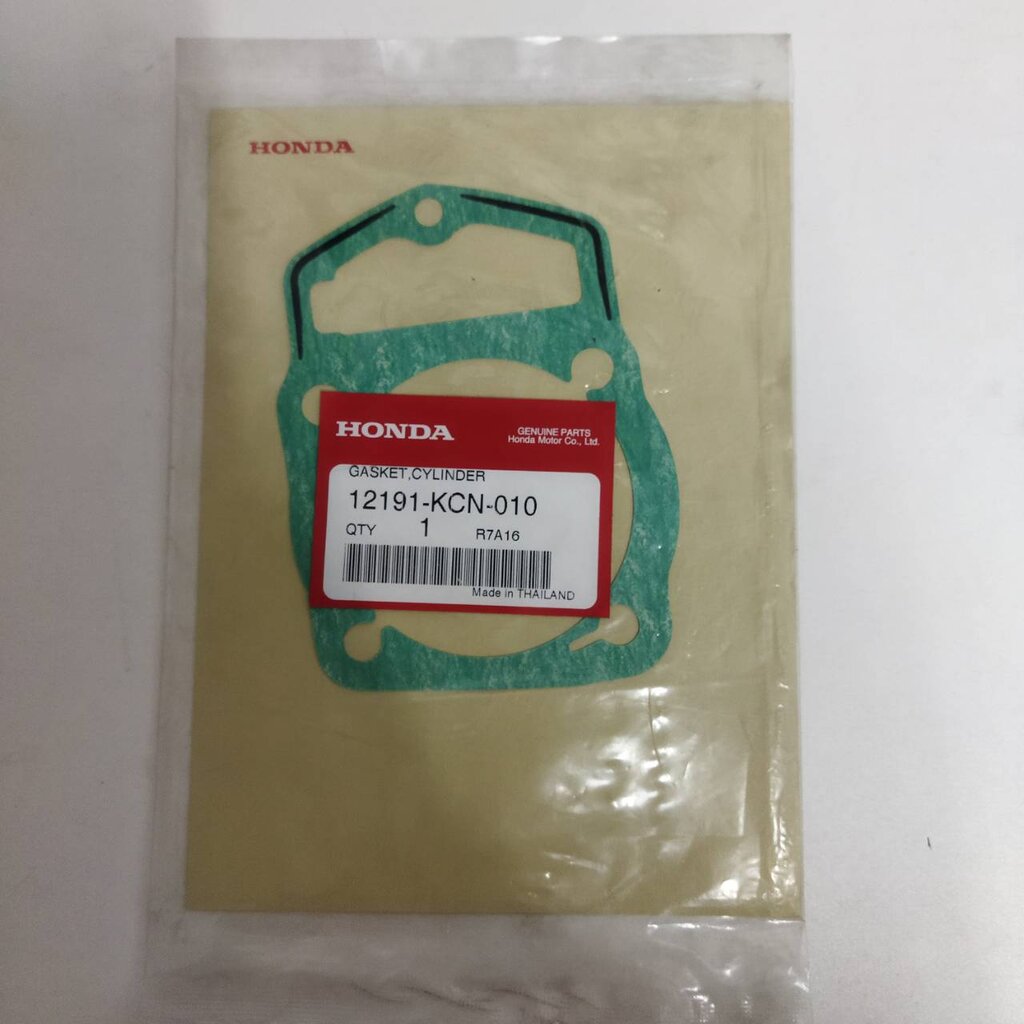 HONDA
HONDA
GENUINE PARTS
Honda Motor Co., Ltd.
GASKET,CYLINDER
12191-KCN-010
QTY 1 R7A16
Made in THAILAND